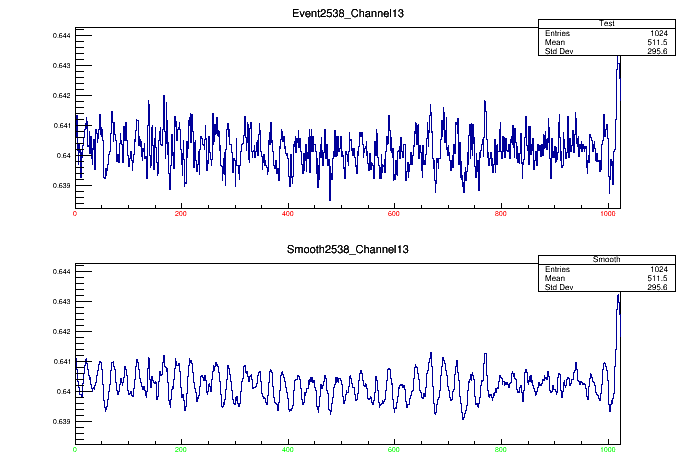 Event2538_Channel13
Test
Entries 1024
Mean 511.5
Std Dev 295.6
0.644
0.643
0.642
0.641
0.64
0.639
0 200 400 600 800 1000
Smooth2538_Channel13
Smooth
Entries 1024
Mean 511.5
Std Dev 295.6
0.644
0.643
0.642
0.641
0.64
0.639
0 200 400 600 800 1000